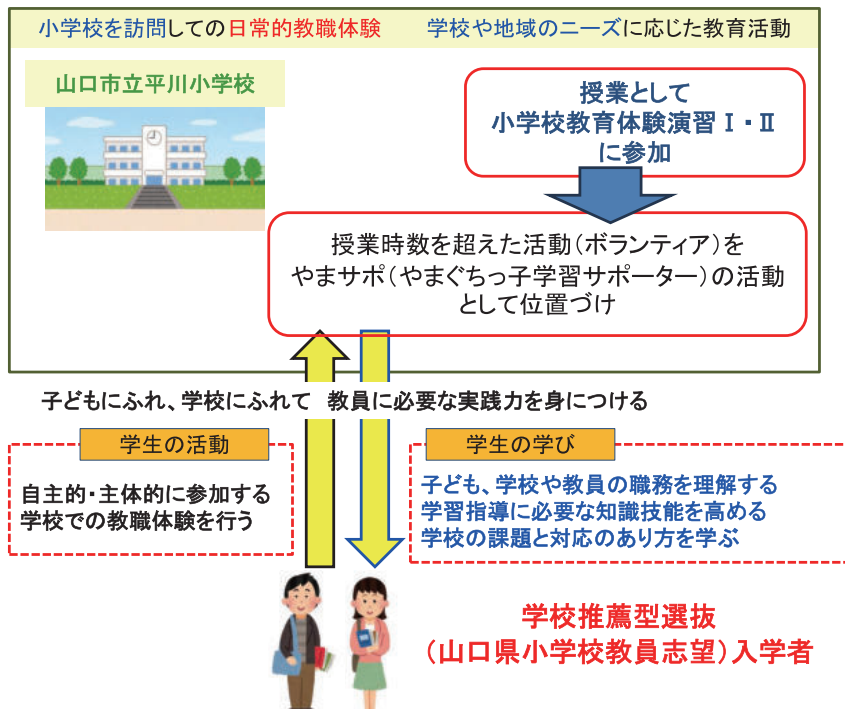 小学校を訪問しての日常的教職体験　学校や地域のニーズに応じた教育活動
山口市立平川小学校
授業として
小学校教育体験演習Ⅰ・Ⅱ
に参加
授業時数を超えた活動（ボランティア）を
やまサポ（やまぐちっ子学習サポーター）の活動
として位置づけ
子どもにふれ、学校にふれて　教員に必要な実践力を身につける
学生の活動
自主的・主体的に参加する
学校での教職体験を行う
学生の学び
子ども、学校や教員の職務を理解する
学習指導に必要な知識技能を高める
学校の課題と対応のあり方を学ぶ
学校推薦型選抜
（山口県小学校教員志望）入学者